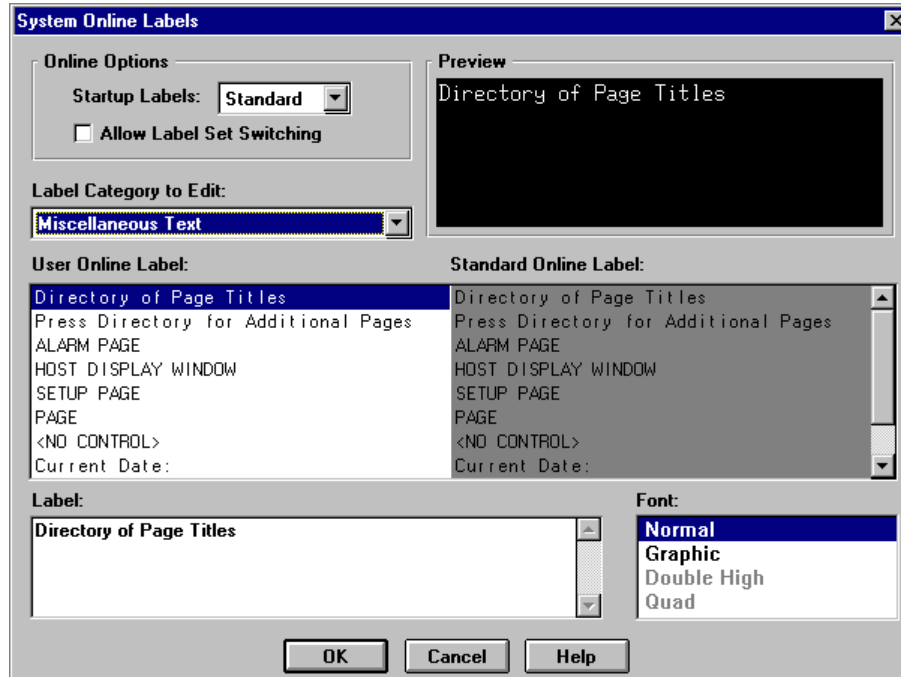 System Online Labels
Online Options
Startup Labels: Standard
Allow Label Set Switching
Preview
Directory of Page Titles
Label Category to Edit:
Miscellaneous Text
User Online Label:
Directory of Page Titles
Press Directory for Additional Pages
ALARM PAGE
HOST DISPLAY WINDOW
SETUP PAGE
PAGE
<NO CONTROL>
Current Date:
Standard Online Label:
Directory of Page Titles
Press Directory for Additional Pages
ALARM PAGE
HOST DISPLAY WINDOW
SETUP PAGE
PAGE
<NO CONTROL>
Current Date:
Label:
Directory of Page Titles
Font:
Normal
Graphic
Double High
Quad
OK Cancel Help